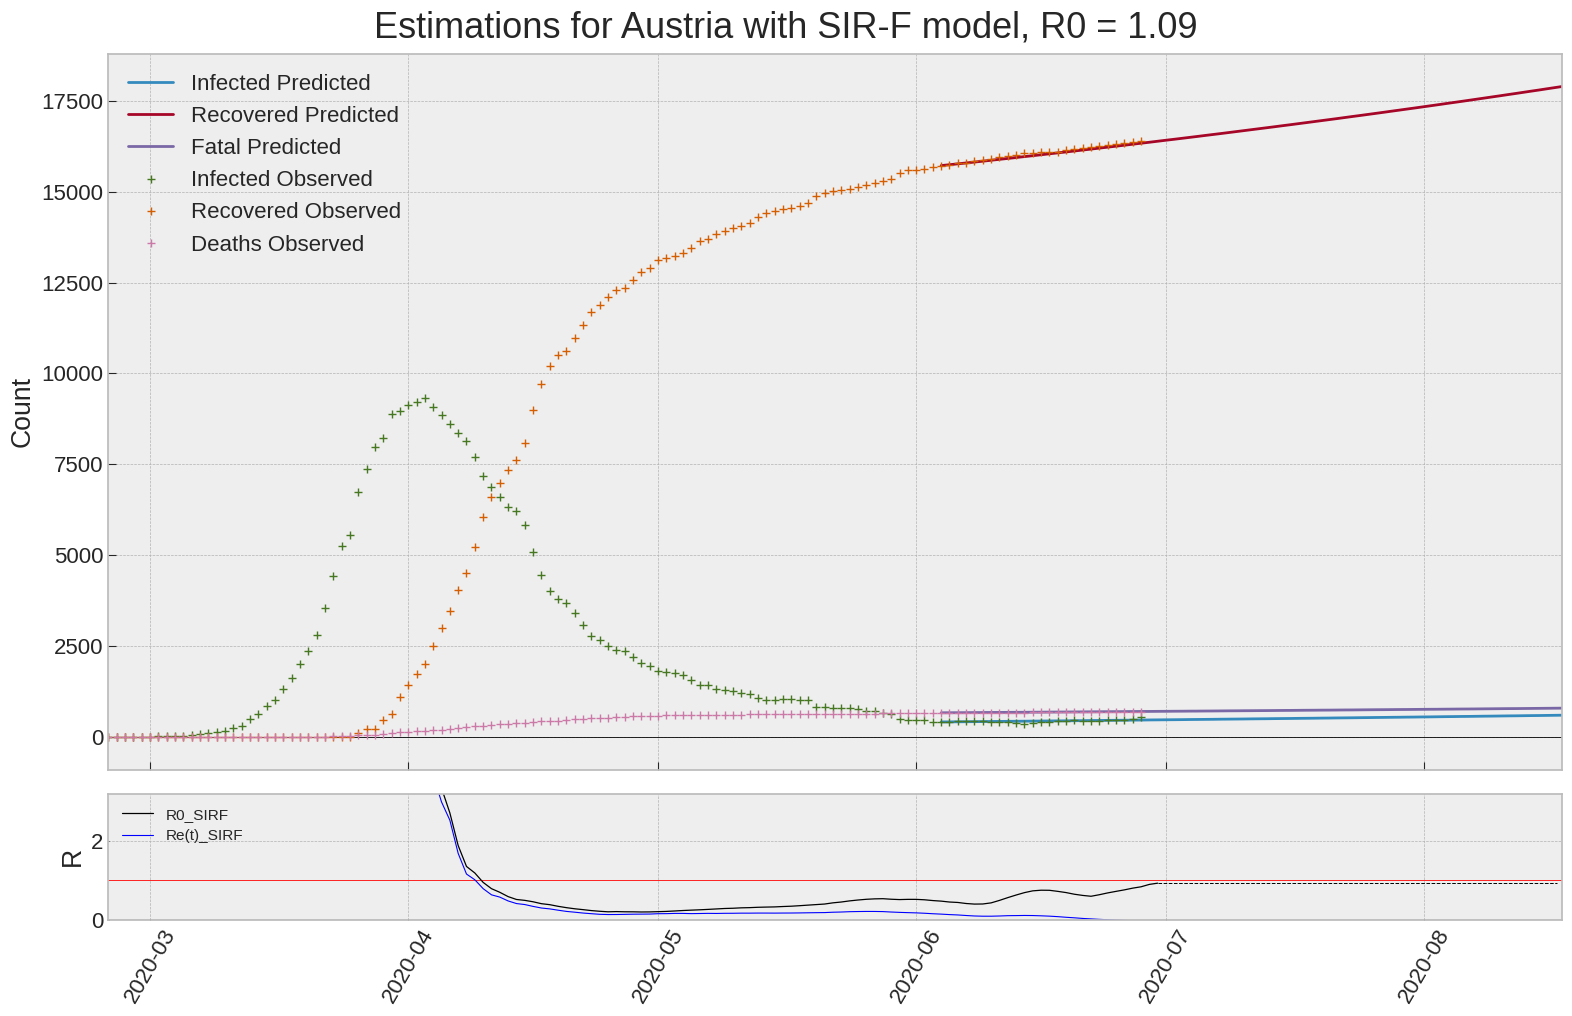 Estimations for Austria with SIR-F model, R0 = 1.09
Infected Predicted
Recovered Predicted
Fatal Predicted
Infected Observed
Recovered Observed
Deaths Observed
17500
15000
12500
10000
7500
5000
2500
0
Count
R0_SIRF
Re(t)_SIRF
2
0
R
2020-03
2020-04
2020-05
2020-06
2020-07
2020-08